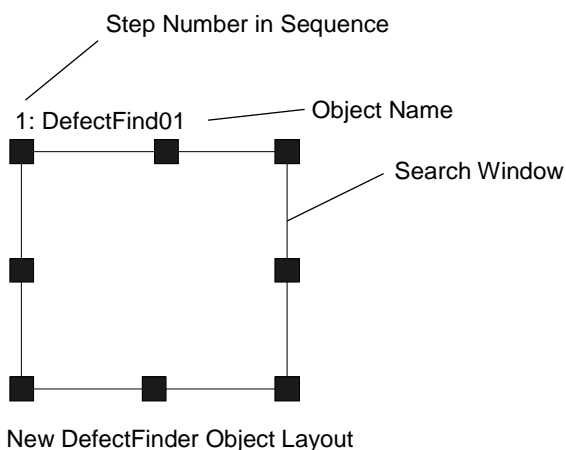 Step Number in Sequence
1: DefectFind01
Object Name
Search Window
New DefectFinder Object Layout